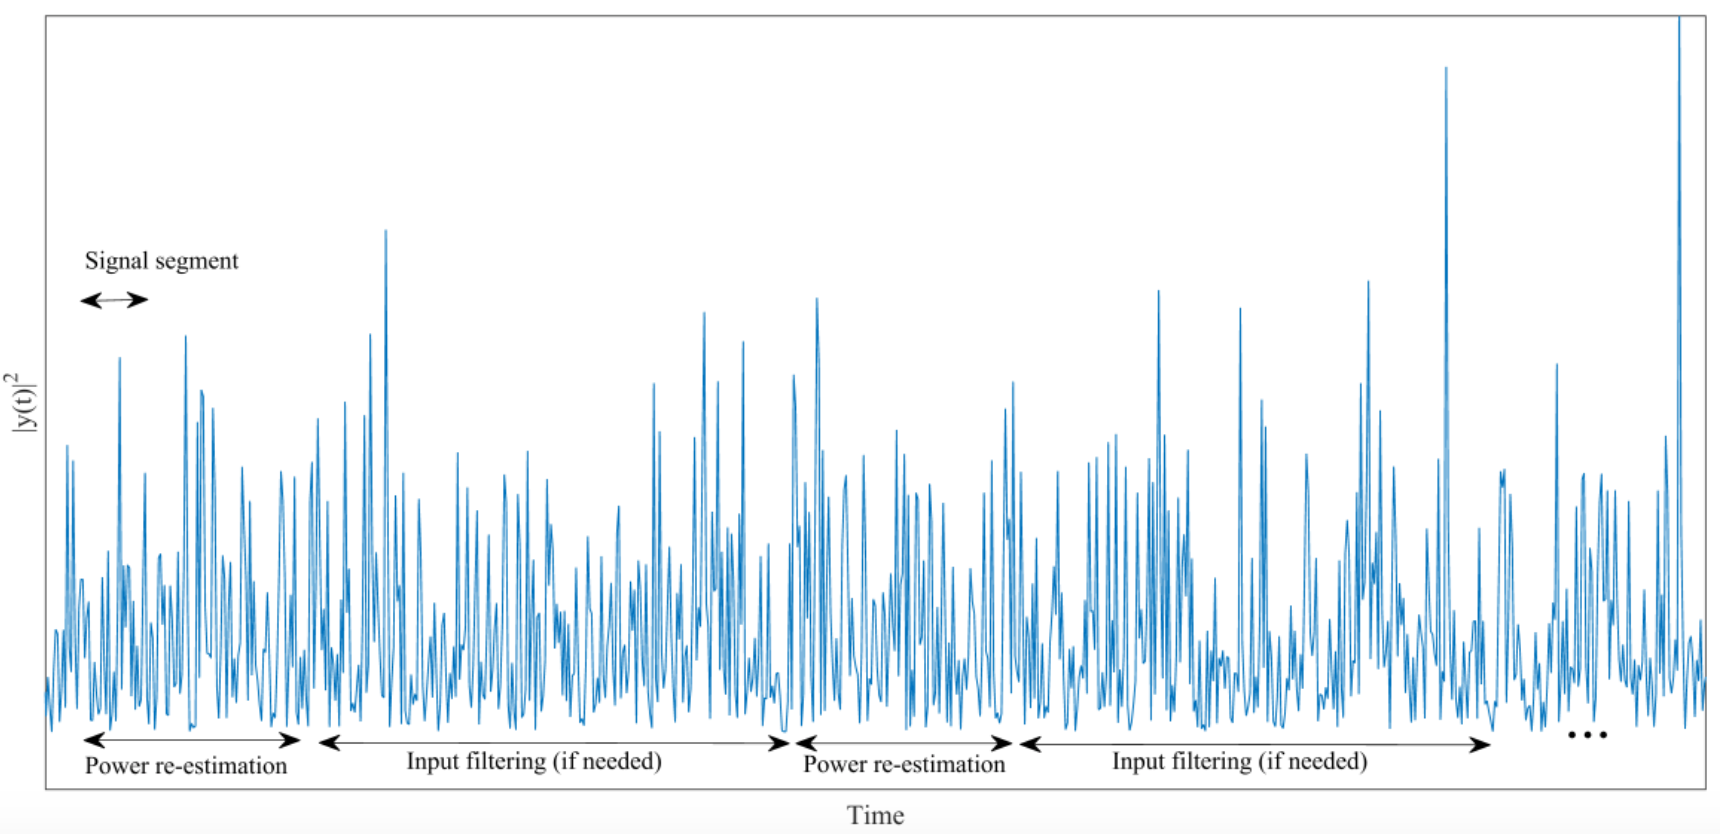 Signal segment
|y(t)|²
Power re-estimation
Input filtering (if needed)
Power re-estimation
Input filtering (if needed)
...
Time